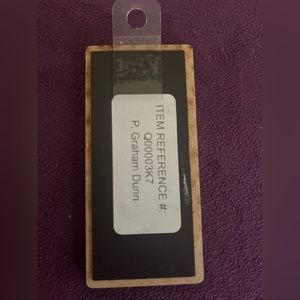 ITEM REFERENCE #:
Q00003K7
P. Graham Dunn